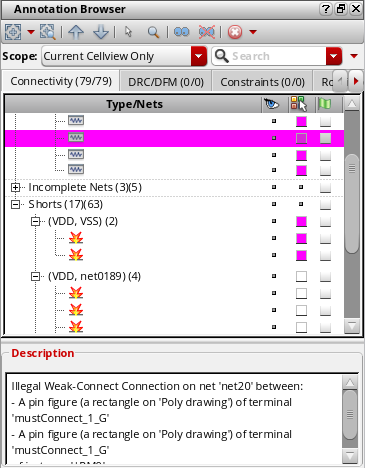 Annotation Browser
Scope: Current Cellview Only Search
Connectivity (79/79) DRC/DFM (0/0) Constraints (0/0)
Type/Nets
Incomplete Nets (3)(5)
Shorts (17)(63)
(VDD, VSS) (2)
(VDD, net0189) (4)
Description
Illegal Weak-Connect Connection on net 'net20' between:
- A pin figure (a rectangle on 'Poly drawing') of terminal
'mustConnect_1_G'
- A pin figure (a rectangle on 'Poly drawing') of terminal
'mustConnect_1_G'